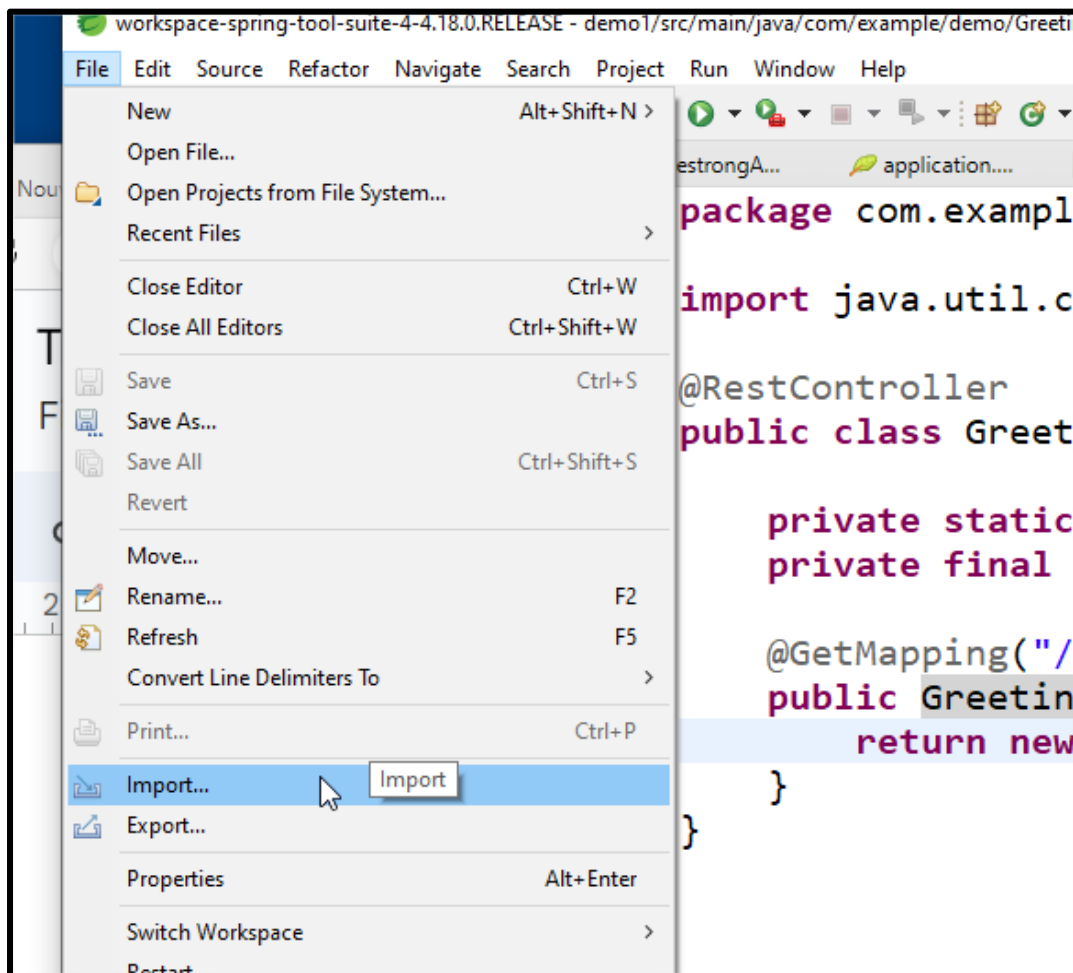 workspace-spring-tool-suite-4-4.18.0.RELEASE - demo1/src/main/java/com/example/demo/Greeti
File Edit Source Refactor Navigate Search Project Run Window Help
New Alt+Shift+N >
Open File...
estrongA... application....
Nou
Open Projects from File System...
package com.exampl
Recent Files >
Close Editor Ctrl+W
import java.util.c
Close All Editors Ctrl+Shift+W
T
Save Ctrl+S
@RestController
F
Save As...
public class Greet
Save All Ctrl+Shift+S
Revert
private static
Move...
private final
Rename... F2
2
Refresh F5
@GetMapping("/
Convert Line Delimiters To >
public Greetin
Print... Ctrl+P
return new
Import... Import
}
Export...
}
Properties Alt+Enter
Switch Workspace >
Restart